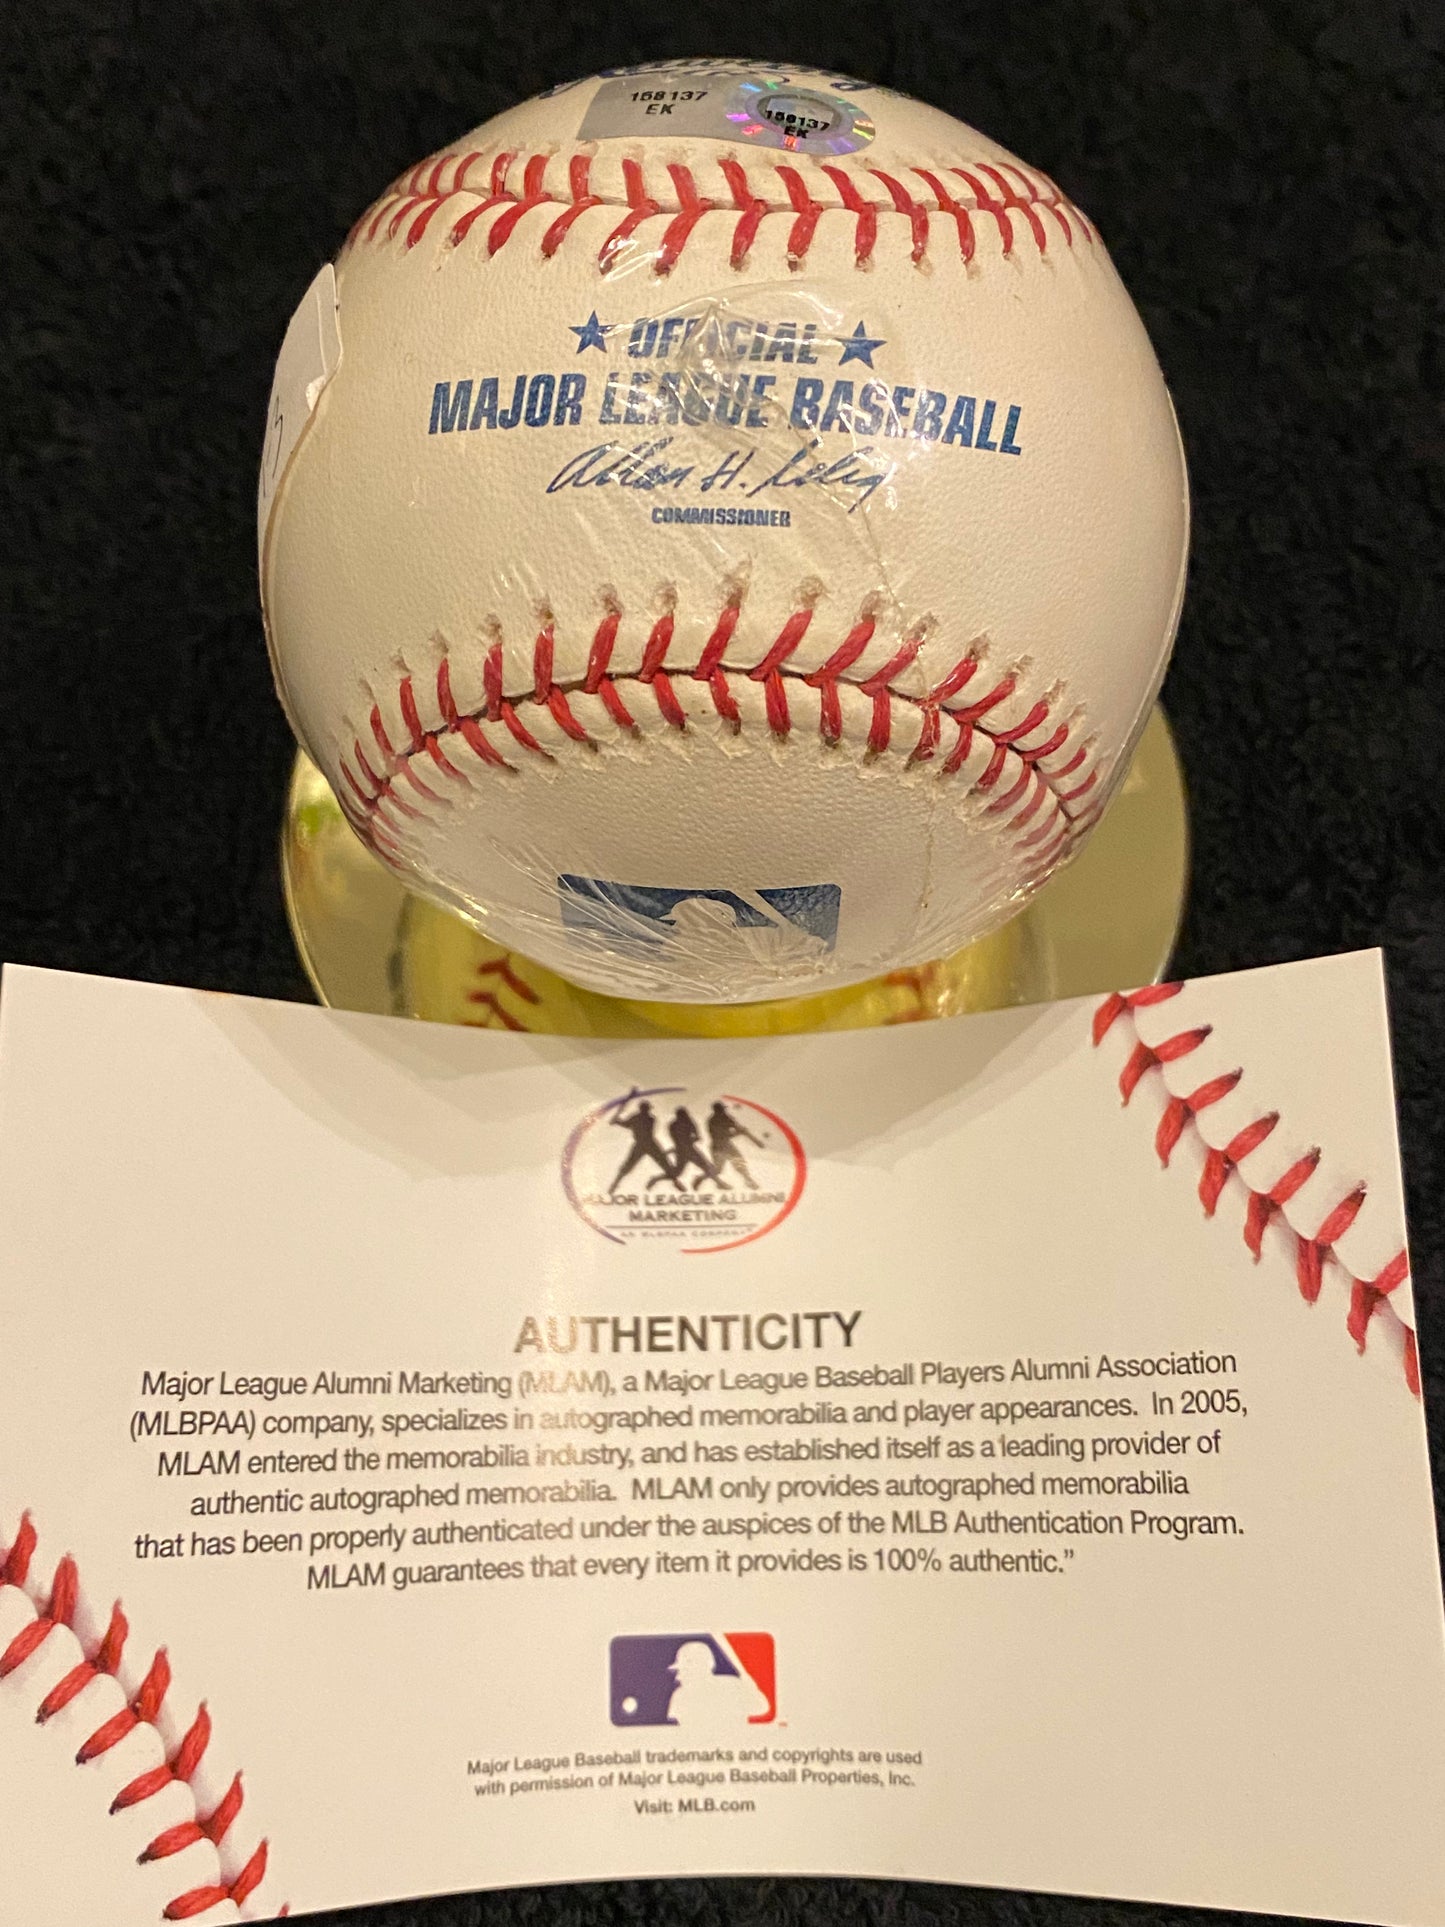 158137
EK
158137
EK
OFFICIAL
MAJOR LEAGUE BASEBALL
Allan H. Selig
COMMISSIONER
MAJOR LEAGUE ALUMNI
MARKETING
AN MLBPAA COMPANY
AUTHENTICITY
Major League Alumni Marketing (MLAM), a Major League Baseball Players Alumni Association
(MLBPAA) company, specializes in autographed memorabilia and player appearances. In 2005,
MLAM entered the memorabilia industry, and has established itself as a leading provider of
authentic autographed memorabilia. MLAM only provides autographed memorabilia
that has been properly authenticated under the auspices of the MLB Authentication Program.
MLAM guarantees that every item it provides is 100% authentic.”
Major League Baseball trademarks and copyrights are used
with permission of Major League Baseball Properties, Inc.
Visit: MLB.com